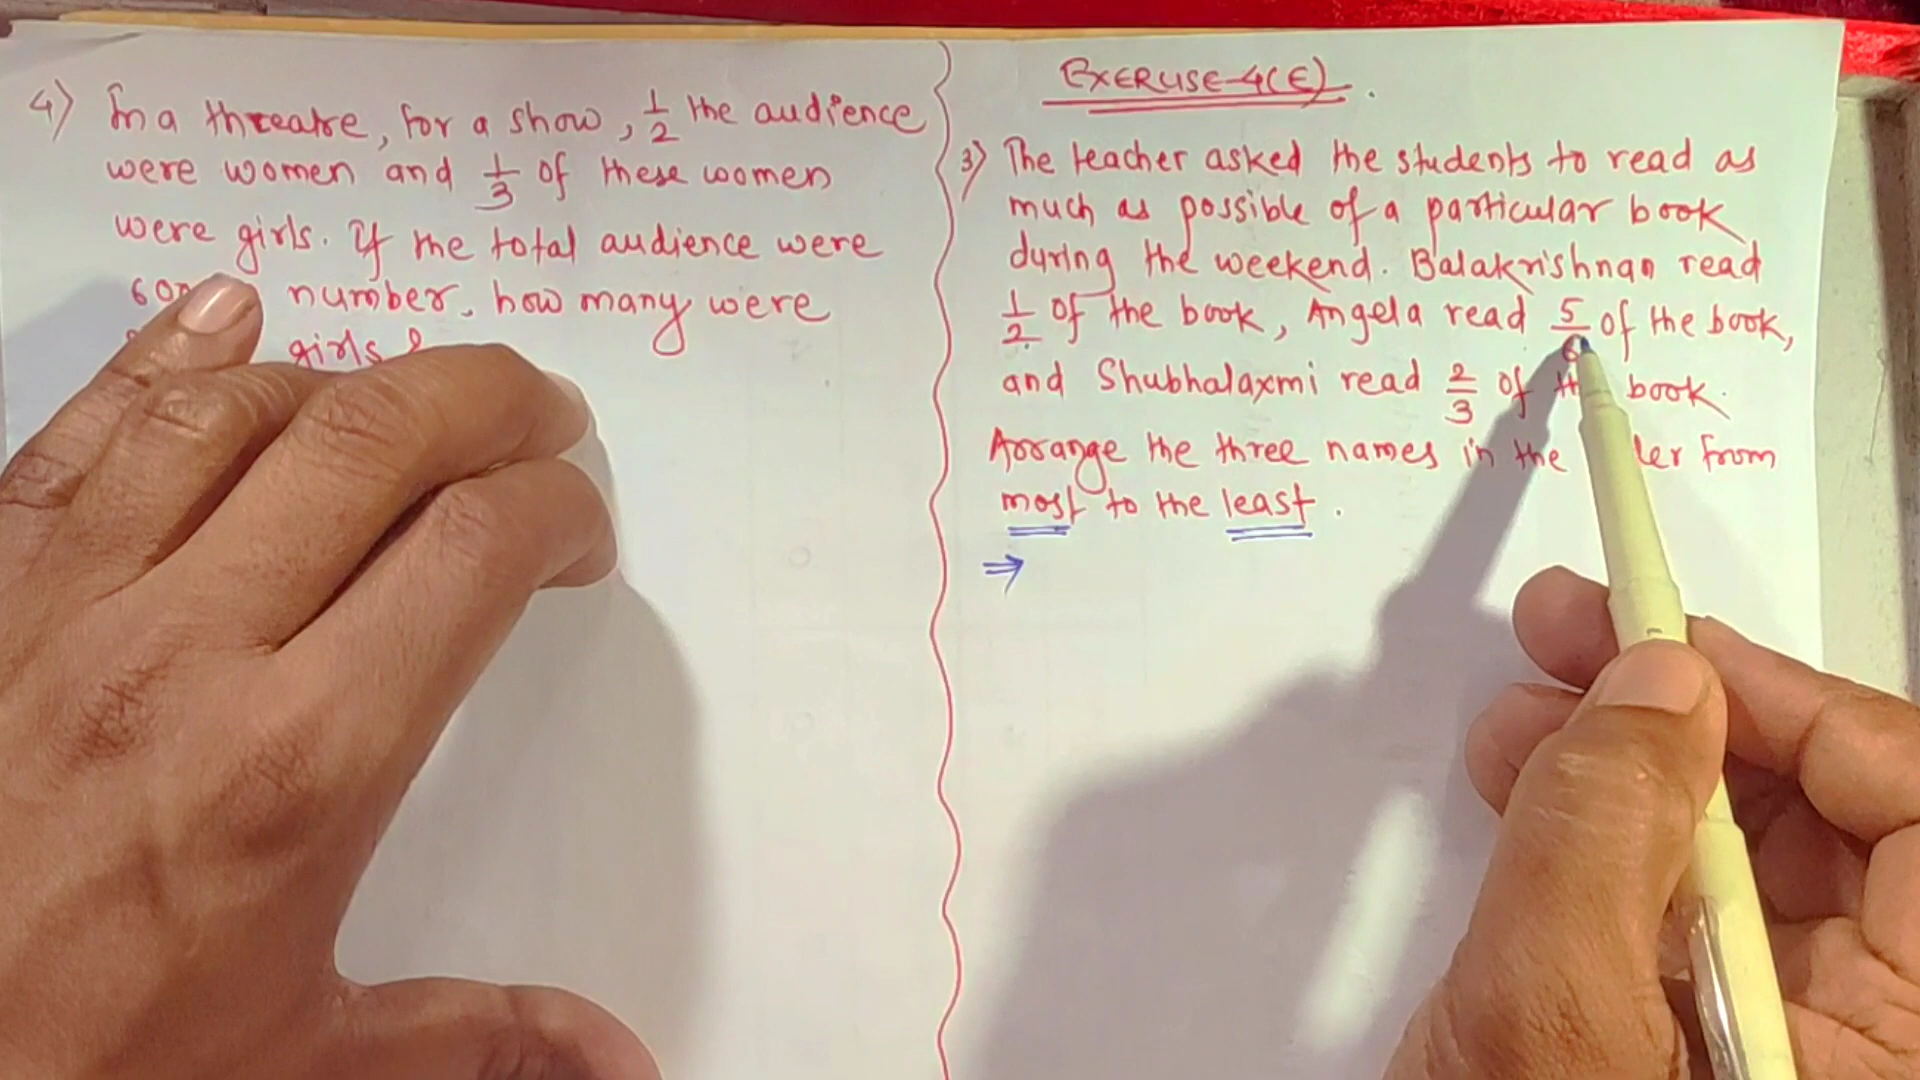 4) In a threatre, for a show, 1/2 the audience
were women and 1/3 of these women
were girls. If the total audience were
number, how many were
girls ?
EXERCISE-4(E).
3) The teacher asked the students to read as
much as possible of a particular book
during the weekend. Balakrishnan read
1/2 of the book, Angela read 5/6 of the book,
and Shubhalaxmi read 2/3 of book.
Arrange the three names in the from
most to the least.
⇒